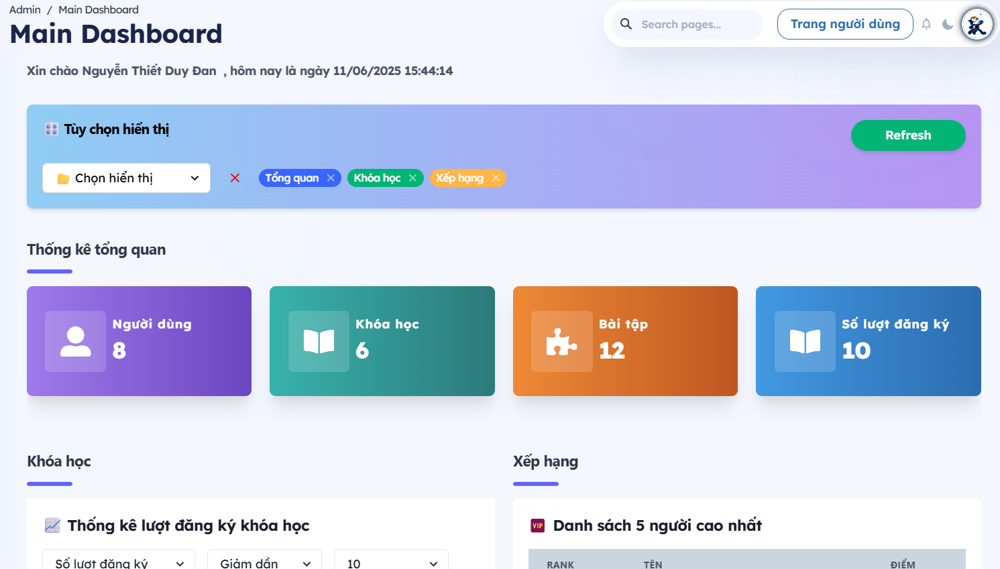 Admin / Main Dashboard
Main Dashboard
Search pages...
Trang người dùng
Xin chào Nguyễn Thiết Duy Đan , hôm nay là ngày 11/06/2025 15:44:14
Tùy chọn hiển thị
Refresh
Chọn hiển thị
Tổng quan
Khóa học
Xếp hạng
Thống kê tổng quan
Người dùng
8
Khóa học
6
Bài tập
12
Số lượt đăng ký
10
Khóa học
Thống kê lượt đăng ký khóa học
Số lượt đăng ký
Giảm dần
10
Xếp hạng
VIP
Danh sách 5 người cao nhất
RANK TÊN ĐIỂM